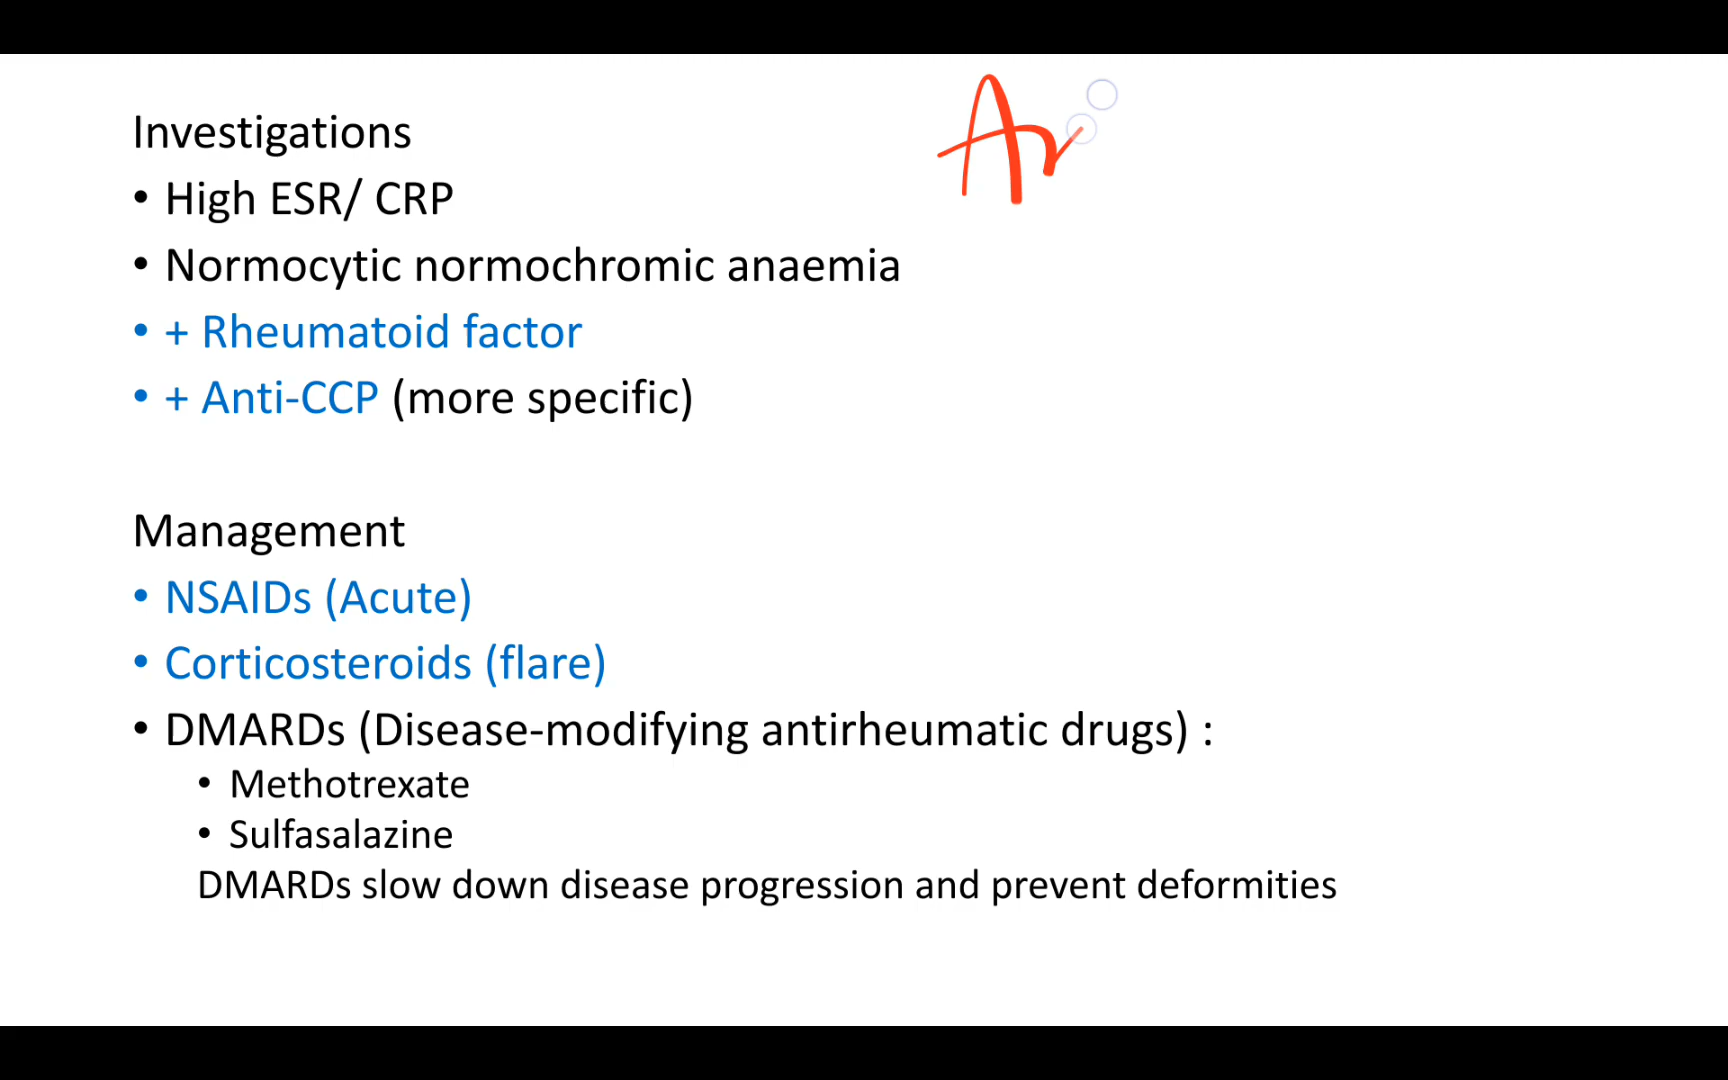 Investigations
• High ESR/ CRP
• Normocytic normochromic anaemia
• + Rheumatoid factor
• + Anti-CCP (more specific)
Management
• NSAIDs (Acute)
• Corticosteroids (flare)
• DMARDs (Disease-modifying antirheumatic drugs) :
• Methotrexate
• Sulfasalazine
DMARDs slow down disease progression and prevent deformities